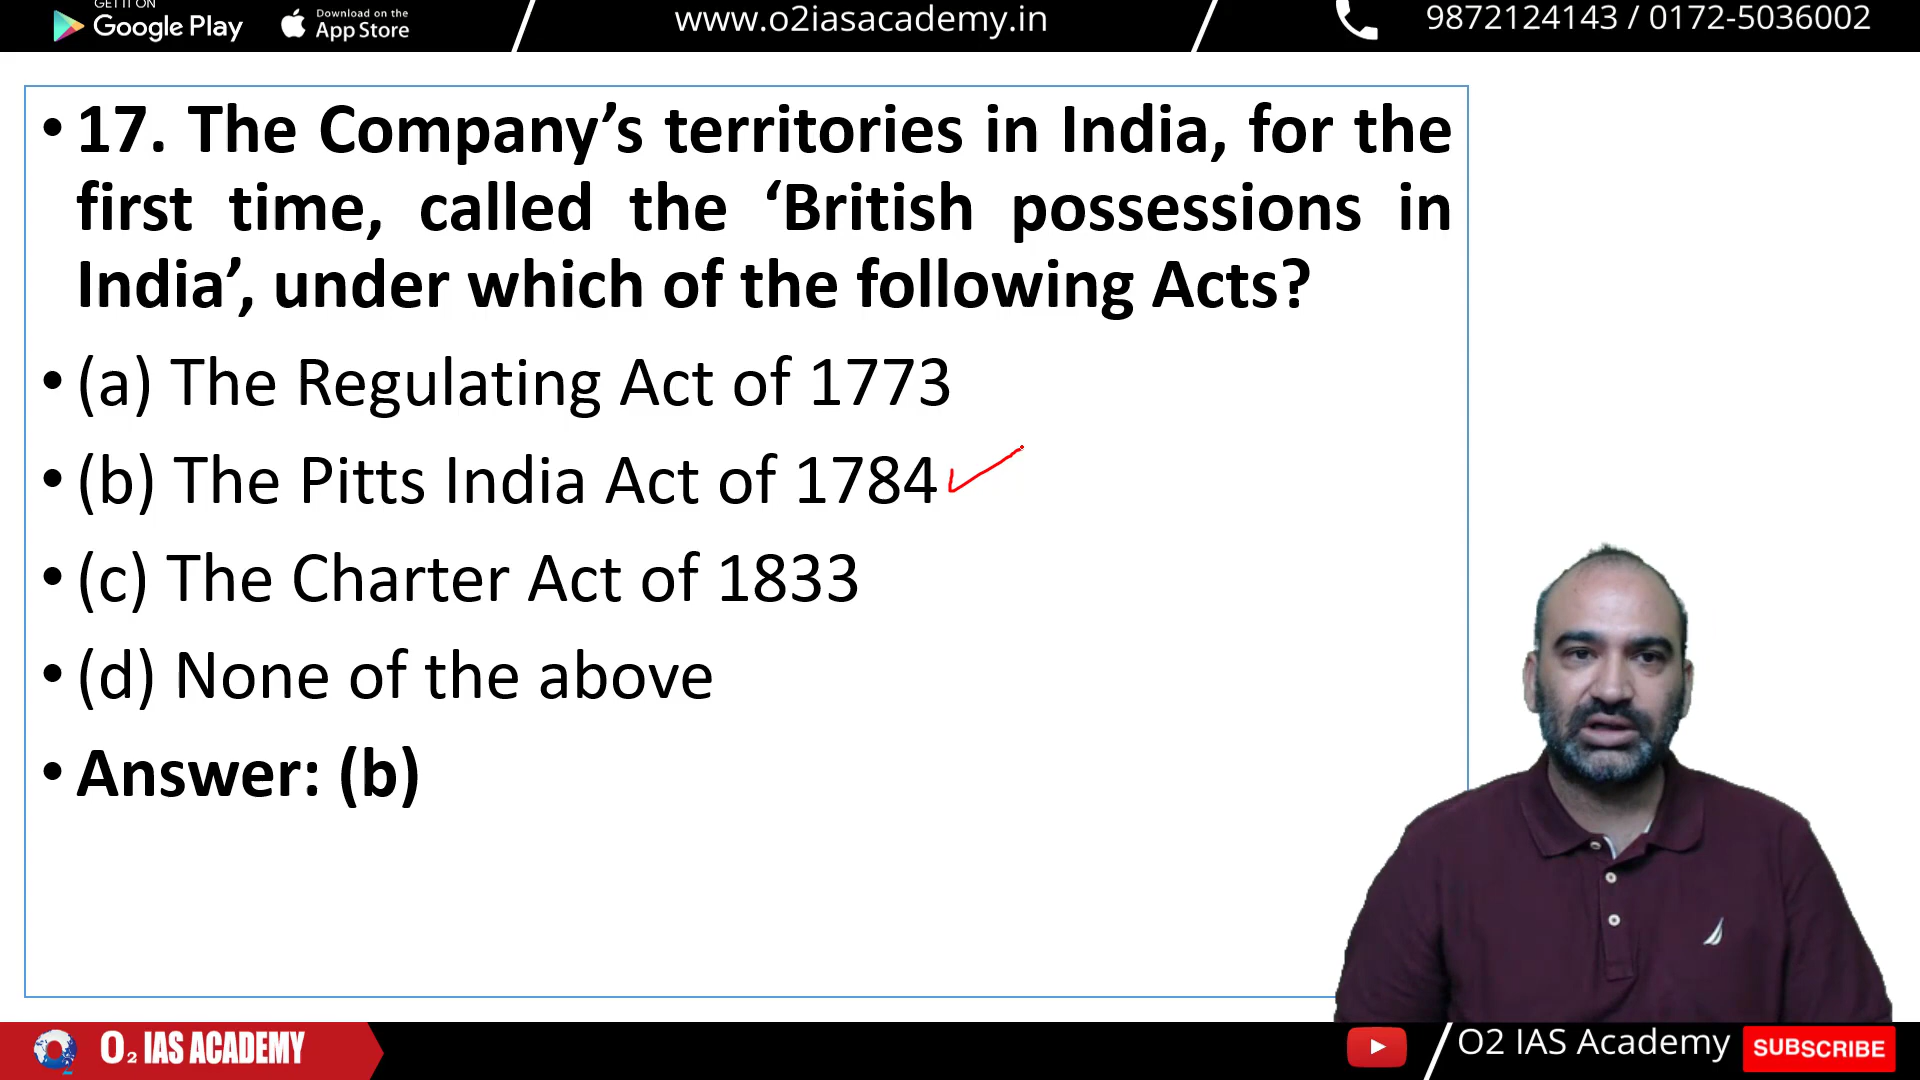 GET IT ON
Google Play
Download on the
App Store
www.o2iasacademy.in
9872124143 / 0172-5036002
• 17. The Company’s territories in India, for the
first time, called the ‘British possessions in
India’, under which of the following Acts?
• (a) The Regulating Act of 1773
• (b) The Pitts India Act of 1784
• (c) The Charter Act of 1833
• (d) None of the above
• Answer: (b)
O2 IAS ACADEMY
O2 IAS Academy
SUBSCRIBE